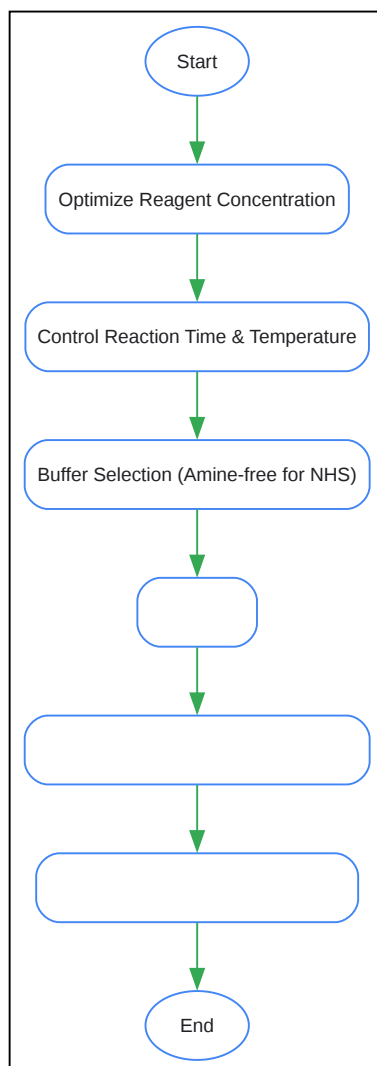 Start
Optimize Reagent Concentration
Control Reaction Time & Temperature
Buffer Selection (Amine-free for NHS)
End